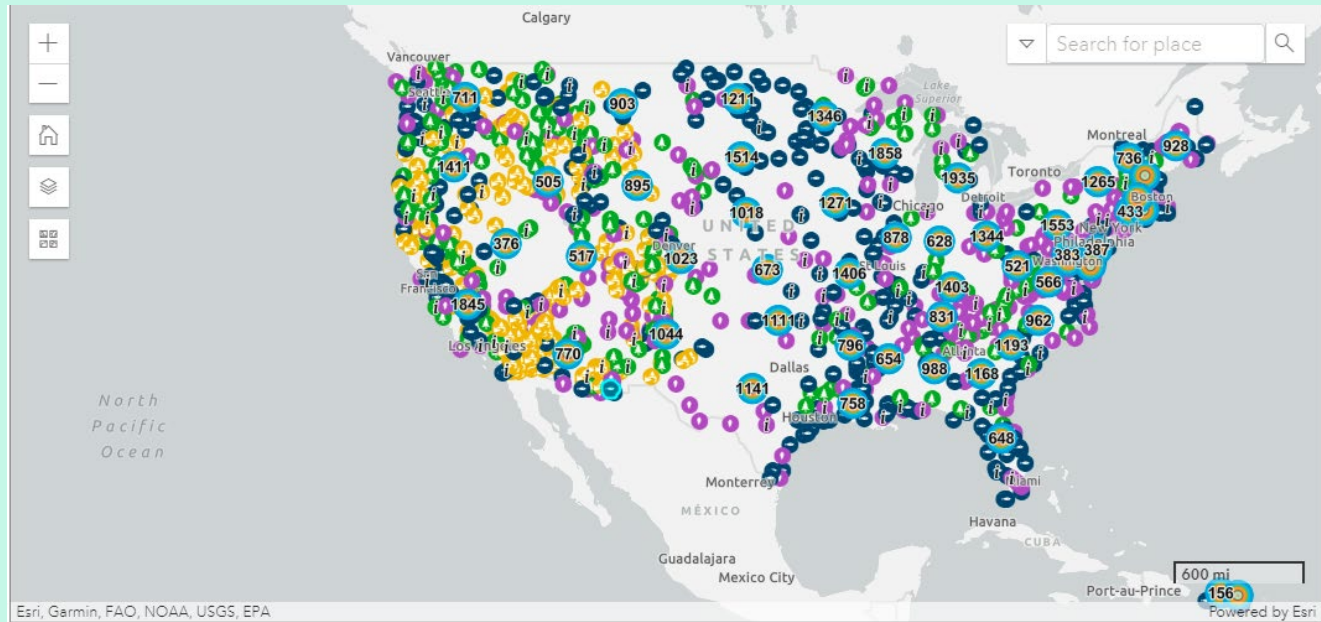 Calgary
Vancouver
Search for place
Seattle
711
903
1211
1346
Lake
Superior
Montreal
928
736
1411
505
895
1514
1858
1935
Toronto
1265
Boston
Chicago
Detroit
1018
1271
433
UNITED
STATES
376
517
Denver
1023
673
878
628
1344
1553
New York
Philadelphia
383
387
Washington
San
Francisco
1406
St Louis
521
566
1403
1845
1044
1111
831
962
Los Angeles
770
796
654
Atlanta
1193
988
1168
Dallas
1141
758
Houston
648
Miami
North
Pacific
Ocean
Monterrey
MÉXICO
Havana
CUBA
Guadalajara
Mexico City
600 mi
Port-au-Prince
156
Esri, Garmin, FAO, NOAA, USGS, EPA
Powered by Esri